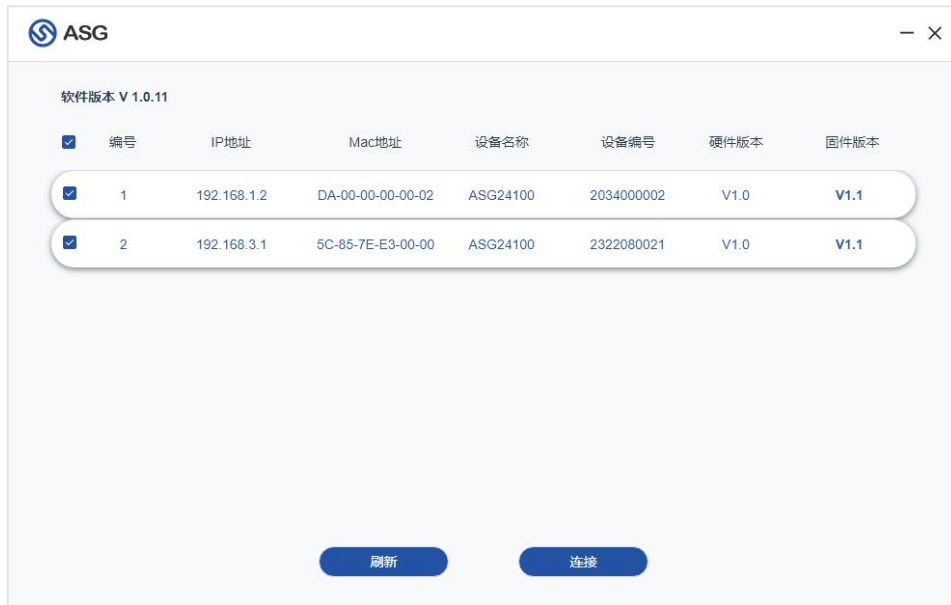 ASG
软件版本 V 1.0.11
编号 IP地址 Mac地址 设备名称 设备编号 硬件版本 固件版本
1 192.168.1.2 DA-00-00-00-00-02 ASG24100 2034000002 V1.0 V1.1
2 192.168.3.1 5C-85-7E-E3-00-00 ASG24100 2322080021 V1.0 V1.1
刷新 连接